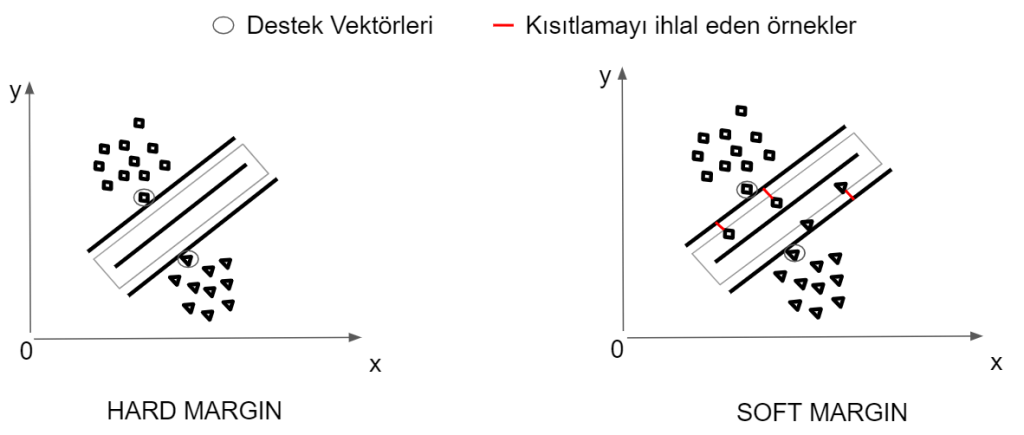 Destek Vektörleri
Kısıtlamayı ihlal eden örnekler
y
0
x
HARD MARGIN
y
0
x
SOFT MARGIN